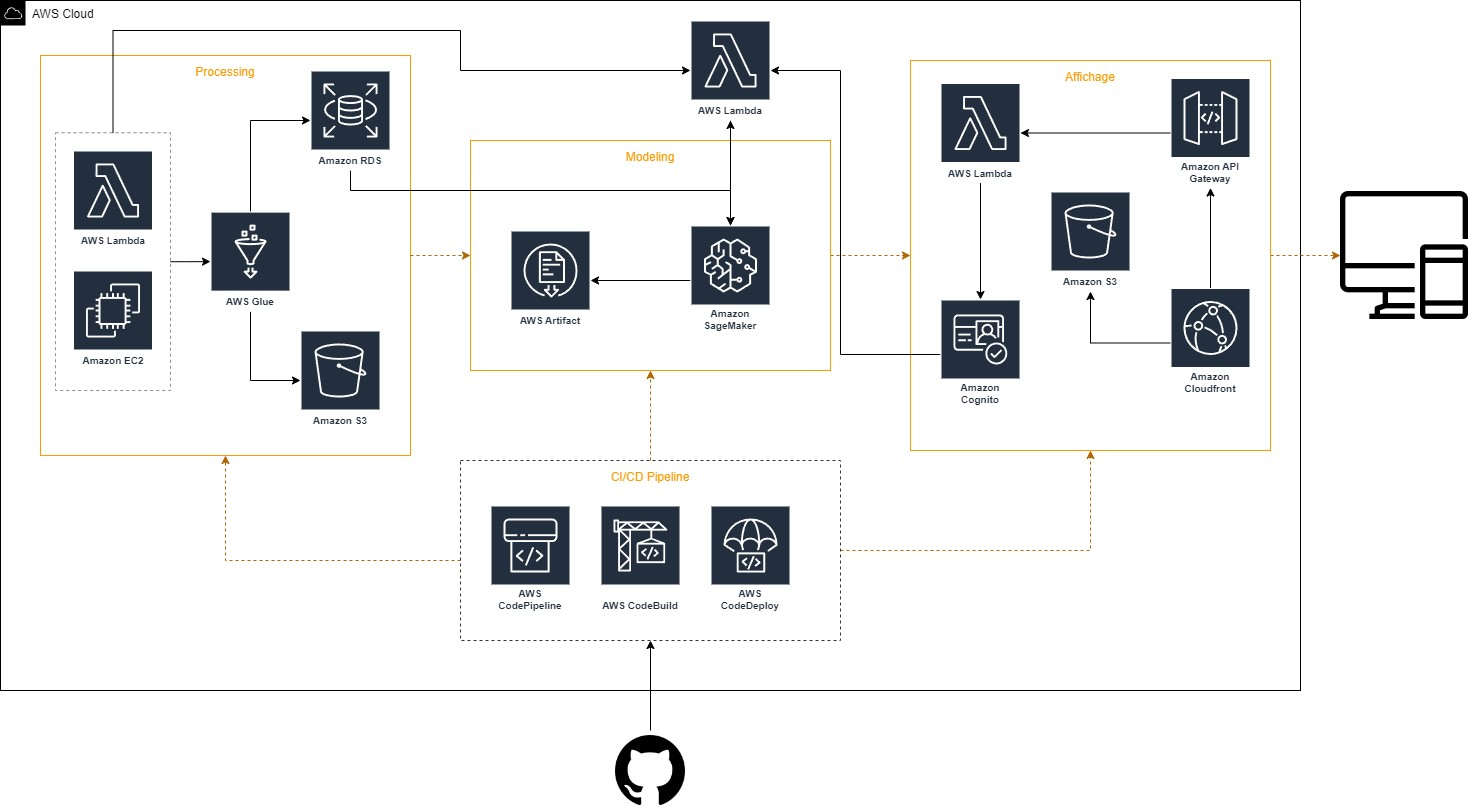 AWS Cloud
Processing
Amazon RDS
AWS Lambda
AWS Glue
Amazon EC2
Amazon S3
AWS Lambda
Modeling
AWS Artifact
Amazon
SageMaker
Affichage
AWS Lambda
Amazon API
Gateway
Amazon S3
Amazon
Cognito
Amazon
Cloudfront
CI/CD Pipeline
AWS
CodePipeline
AWS CodeBuild
AWS
CodeDeploy